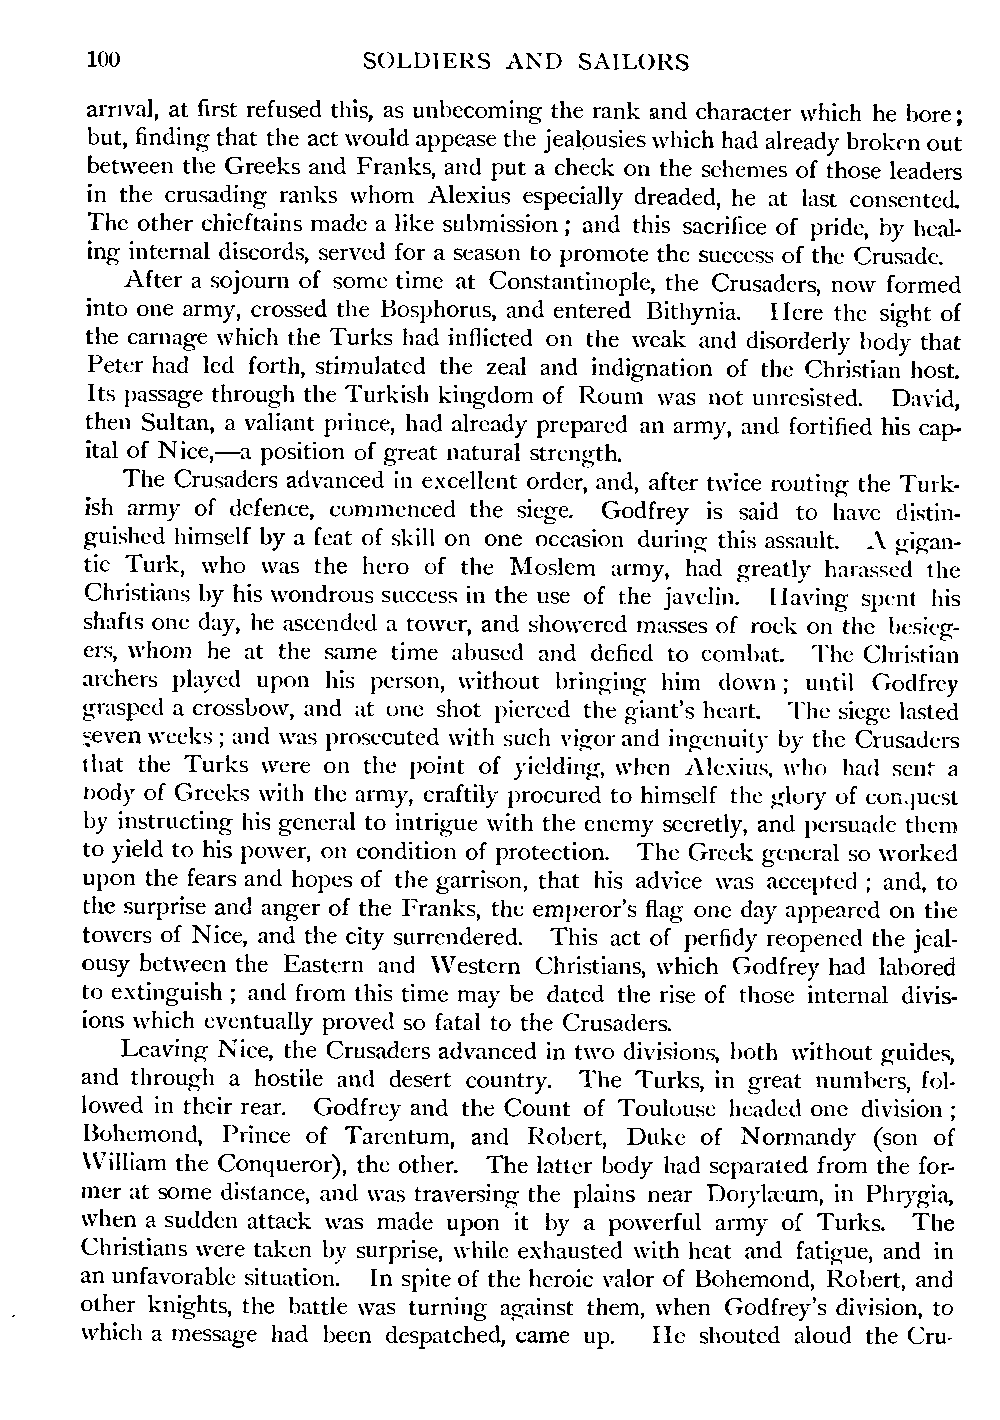 100 SOLDIERS AND SAILORS
arrival, at first refused this, as unbecoming the rank and character which he bore;
but, finding that the act would appease the jealousies which had already broken out
between the Greeks and Franks, and put a check on the schemes of those leaders
in the crusading ranks whom Alexius especially dreaded, he at last consented.
The other chieftains made a like submission; and this sacrifice of pride, by heal-
ing internal discords, served for a season to promote the success of the Crusade.
After a sojourn of some time at Constantinople, the Crusaders, now formed
into one army, crossed the Bosphorus, and entered Bithynia. Here the sight of
the carnage which the Turks had inflicted on the weak and disorderly body that
Peter had led forth, stimulated the zeal and indignation of the Christian host.
Its passage through the Turkish kingdom of Roum was not unresisted. David,
then Sultan, a valiant prince, had already prepared an army, and fortified his cap-
ital of Nice,—a position of great natural strength.
The Crusaders advanced in excellent order, and, after twice routing the Turk-
ish army of defence, commenced the siege. Godfrey is said to have distin-
guished himself by a feat of skill on one occasion during this assault. A gigan-
tic Turk, who was the hero of the Moslem army, had greatly harassed the
Christians by his wondrous success in the use of the javelin. Having spent his
shafts one day, he ascended a tower, and showered masses of rock on the besieg-
ers, whom he at the same time abused and defied to combat. The Christian
archers played upon his person, without bringing him down; until Godfrey
grasped a crossbow, and at one shot pierced the giant's heart. The siege lasted
seven weeks; and was prosecuted with such vigor and ingenuity by the Crusaders
that the Turks were on the point of yielding, when Alexius, who had sent a
body of Greeks with the army, craftily procured to himself the glory of conquest
by instructing his general to intrigue with the enemy secretly, and persuade them
to yield to his power, on condition of protection. The Greek general so worked
upon the fears and hopes of the garrison, that his advice was accepted; and, to
the surprise and anger of the Franks, the emperor's flag one day appeared on the
towers of Nice, and the city surrendered. This act of perfidy reopened the jeal-
ousy between the Eastern and Western Christians, which Godfrey had labored
to extinguish; and from this time may be dated the rise of those internal divis-
ions which eventually proved so fatal to the Crusaders.
Leaving Nice, the Crusaders advanced in two divisions, both without guides,
and through a hostile and desert country. The Turks, in great numbers, fol-
lowed in their rear. Godfrey and the Count of Toulouse headed one division;
Bohemond, Prince of Tarentum, and Robert, Duke of Normandy (son of
William the Conqueror), the other. The latter body had separated from the for-
mer at some distance, and was traversing the plains near Dorylæum, in Phrygia,
when a sudden attack was made upon it by a powerful army of Turks. The
Christians were taken by surprise, while exhausted with heat and fatigue, and in
an unfavorable situation. In spite of the heroic valor of Bohemond, Robert, and
other knights, the battle was turning against them, when Godfrey's division, to
which a message had been despatched, came up. He shouted aloud the Cru-